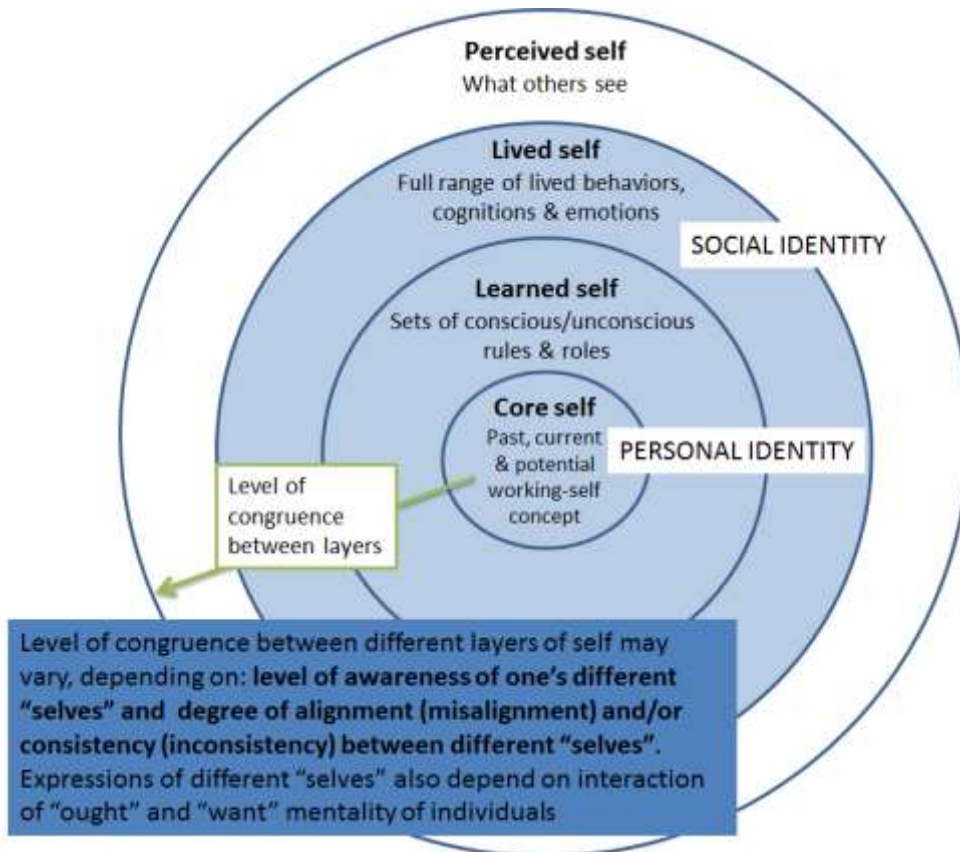 Perceived self
What others see
Lived self
Full range of lived behaviors,
cognitions & emotions
SOCIAL IDENTITY
Learned self
Sets of conscious/unconscious
rules & roles
Core self
Past, current
& potential
working-self
concept
PERSONAL IDENTITY
Level of
congruence
between layers
Level of congruence between different layers of self may
vary, depending on: level of awareness of one’s different
“selves” and degree of alignment (misalignment) and/or
consistency (inconsistency) between different “selves”.
Expressions of different “selves” also depend on interaction
of “ought” and “want” mentality of individuals